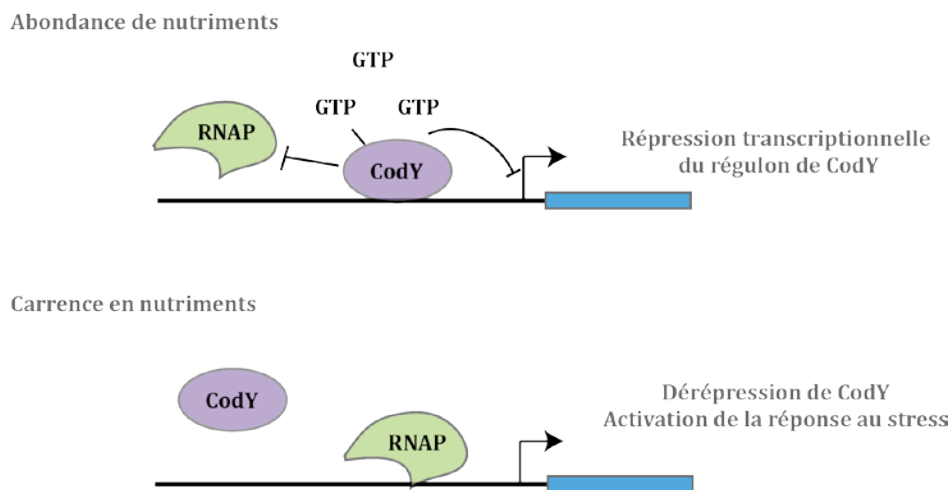 Abondance de nutriments
GTP
GTP GTP
RNAP
CodY
Répression transcriptionnelle
du régulon de CodY
Carrence en nutriments
CodY
RNAP
Dérépression de CodY
Activation de la réponse au stress